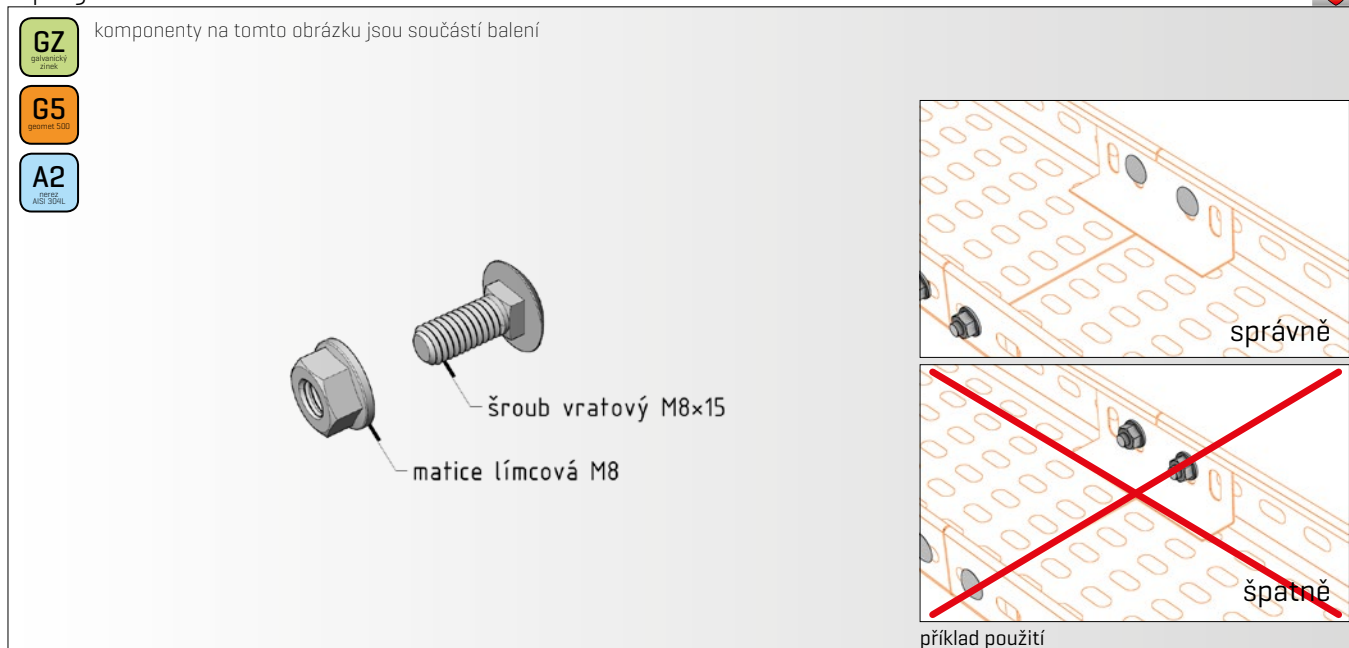 komponenty na tomto obrázku jsou součástí balení
GZ
galvanický
zinek
G5
geomet 500
A2
nerez
AISI 304L
šroub vratový M8×15
matice límcová M8
správně
špatně
příklad použití